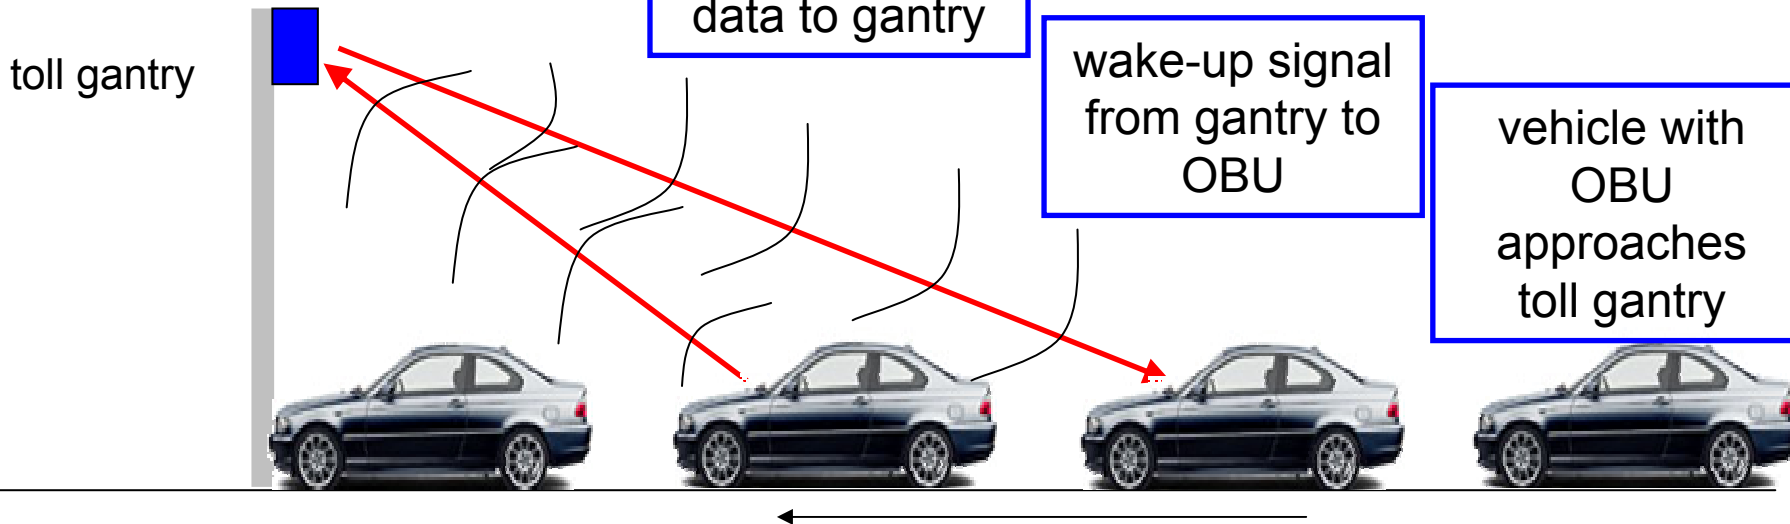 toll gantry
data to gantry
wake-up signal
from gantry to
OBU
vehicle with
OBU
approaches
toll gantry